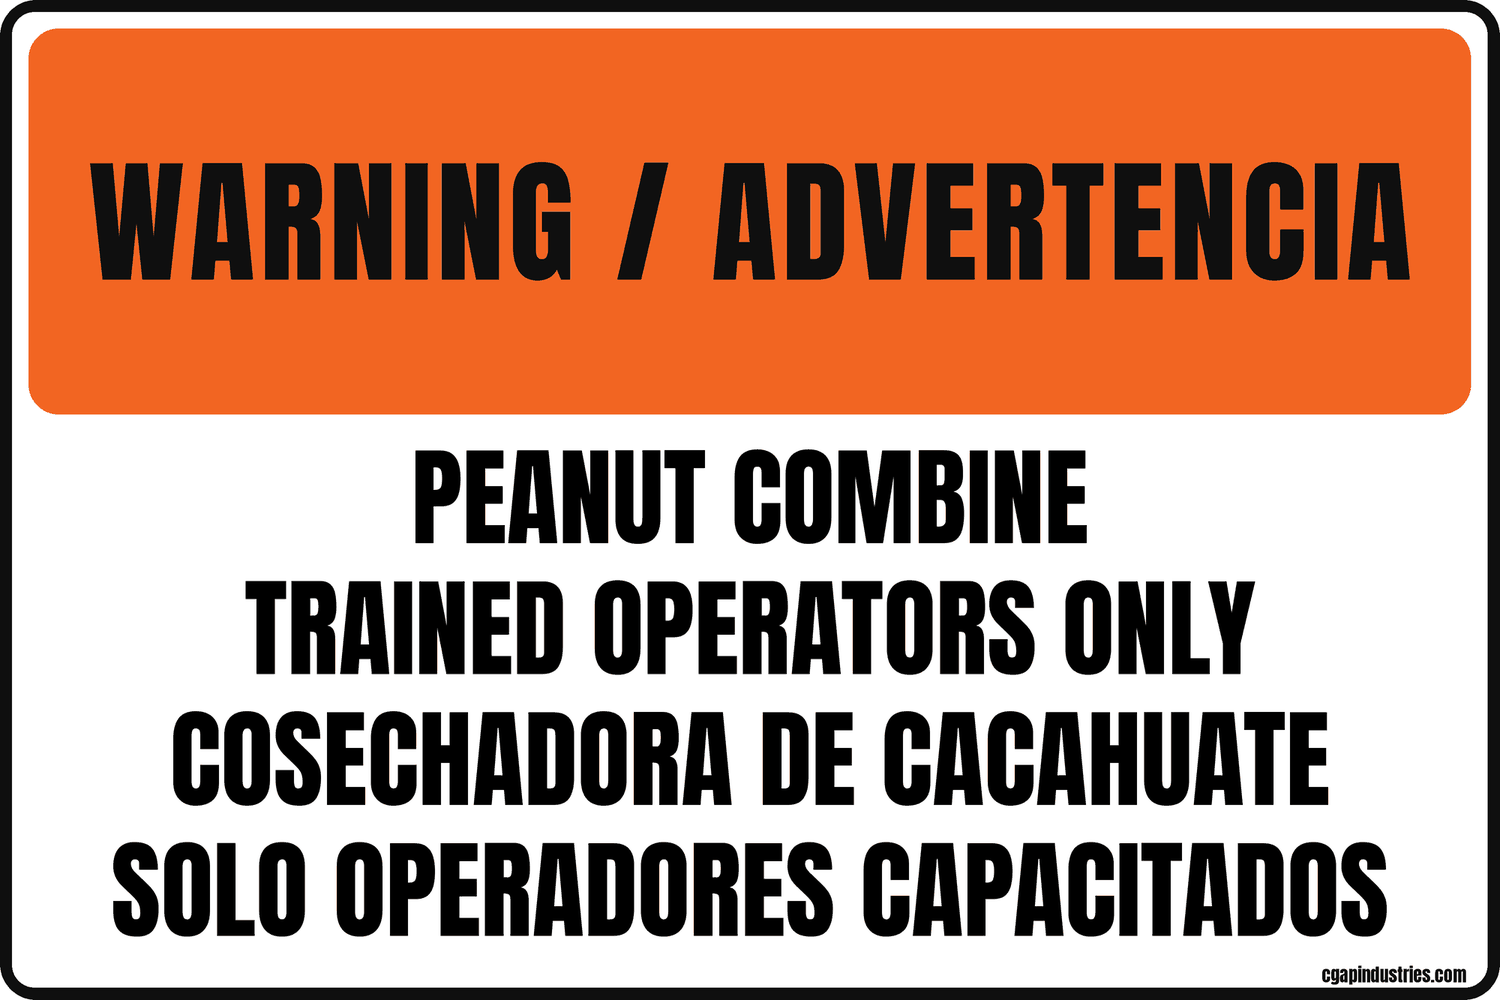 WARNING / ADVERTENCIA
PEANUT COMBINE
TRAINED OPERATORS ONLY
COSECHADORA DE CACAHUATE
SOLO OPERADORES CAPACITADOS
cgapindustries.com